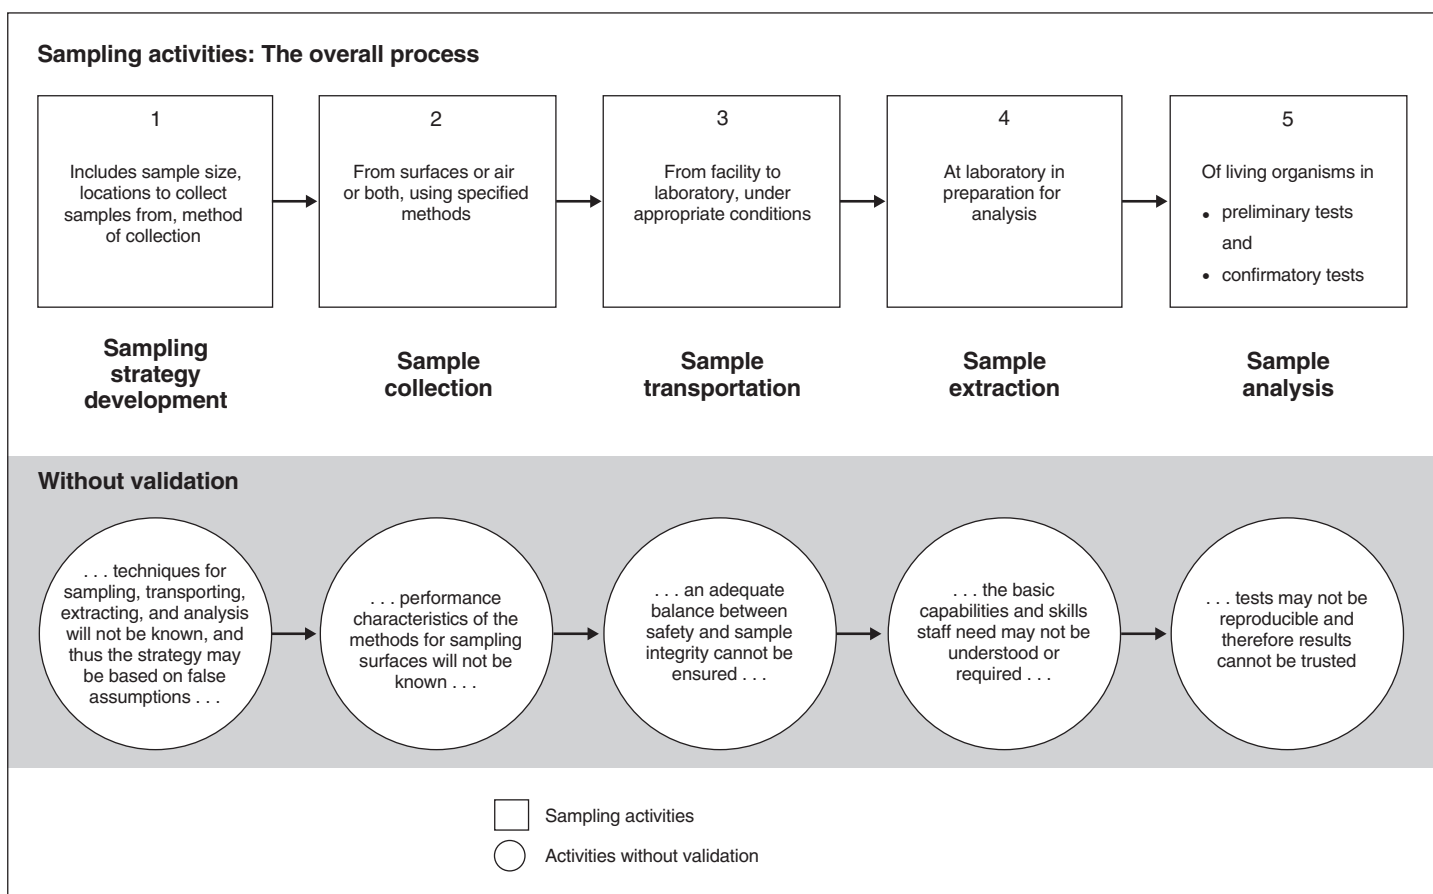 Sampling activities: The overall process
1
Includes sample size,
locations to collect
samples from, method
of collection
2
From surfaces or air
or both, using specified
methods
3
From facility to
laboratory, under
appropriate conditions
4
At laboratory in
preparation for
analysis
5
Of living organisms in
• preliminary tests
and
• confirmatory tests
Sampling
strategy
development
Sample
collection
Sample
transportation
Sample
extraction
Sample
analysis
Without validation
. . . techniques for
sampling, transporting,
extracting, and analysis
will not be known, and
thus the strategy may
be based on false
assumptions . . .
. . . performance
characteristics of the
methods for sampling
surfaces will not be
known . . .
. . . an adequate
balance between
safety and sample
integrity cannot be
ensured . . .
. . . the basic
capabilities and skills
staff need may not be
understood or
required . . .
. . . tests may not be
reproducible and
therefore results
cannot be trusted
Sampling activities
Activities without validation